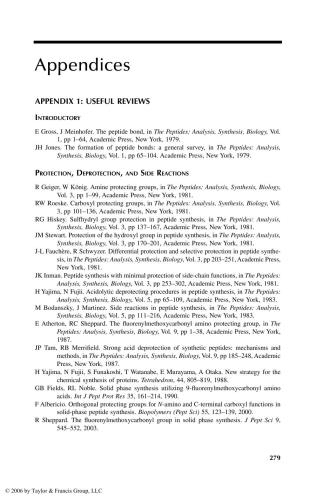 Appendices
APPENDIX 1: USEFUL REVIEWS
INTRODUCTORY
E Gross, J Meinhofer. The peptide bond, in The Peptides: Analysis, Synthesis, Biology, Vol.
1, pp 1–64, Academic Press, New York, 1979.
JH Jones. The formation of peptide bonds: a general survey, in The Peptides: Analysis,
Synthesis, Biology, Vol. 1, pp 65–104. Academic Press, New York, 1979.
PROTECTION, DEPROTECTION, AND SIDE REACTIONS
R Geiger, W König. Amine protecting groups, in The Peptides: Analysis, Synthesis, Biology,
Vol. 3, pp 1–99, Academic Press, New York, 1981.
RW Roeske. Carboxyl protecting groups, in The Peptides: Analysis, Synthesis, Biology, Vol.
3, pp 101–136, Academic Press, New York, 1981.
RG Hiskey. Sulfhydryl group protection in peptide synthesis, in The Peptides: Analysis,
Synthesis, Biology, Vol. 3, pp 137–167, Academic Press, New York, 1981.
JM Stewart. Protection of the hydroxyl group in peptide synthesis, in The Peptides: Analysis,
Synthesis, Biology, Vol. 3, pp 170–201, Academic Press, New York, 1981.
J-L Fauchère, R Schwyzer. Differential protection and selective protection in peptide synthe-
sis, in The Peptides: Analysis, Synthesis, Biology, Vol. 3, pp 203–251, Academic Press,
New York, 1981.
JK Inman. Peptide synthesis with minimal protection of side-chain functions, in The Peptides:
Analysis, Synthesis, Biology, Vol. 3, pp 253–302, Academic Press, New York, 1981.
H Yajima, N Fujii. Acidolytic deprotecting procedures in peptide synthesis, in The Peptides:
Analysis, Synthesis, Biology, Vol. 5, pp 65–109, Academic Press, New York, 1983.
M Bodanszky, J Martinez. Side reactions in peptide synthesis, in The Peptides: Analysis,
Synthesis, Biology, Vol. 5, pp 111–216, Academic Press, New York, 1983.
E Atherton, RC Sheppard. The fluorenylmethoxycarbonyl amino protecting group, in The
Peptides: Analysis, Synthesis, Biology, Vol. 9, pp 1–38, Academic Press, New York,
1987.
JP Tam, RB Merrifield. Strong acid deprotection of synthetic peptides: mechanisms and
methods, in The Peptides: Analysis, Synthesis, Biology, Vol. 9, pp 185–248, Academic
Press, New York, 1987.
H Yajima, N Fujii, S Funakoshi, T Watanabe, E Murayama, A Otaka. New strategy for the
chemical synthesis of proteins. Tetrahedron, 44, 805–819, 1988.
GB Fields, RL Noble. Solid phase synthesis utilizing 9-fluorenylmethoxycarbonyl amino
acids. Int J Pept Prot Res 35, 161–214, 1990.
F Albericio. Orthogonal protecting groups for N-amino and C-terminal carboxyl functions in
solid-phase peptide synthesis. Biopolymers (Pept Sci) 55, 123–139, 2000.
R Sheppard. The fluorenylmethoxycarbonyl group in solid phase synthesis. J Pept Sci 9,
545–552, 2003.
279
© 2006 by Taylor & Francis Group, LLC